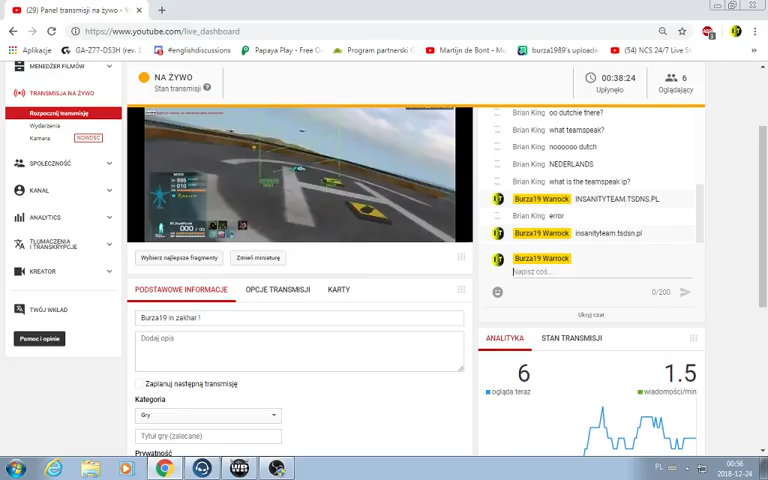 (29) Panel transmisji na żywo - Y
https://www.youtube.com/live_dashboard
Aplikacje
GA-Z77-DS3H (rev.
#englishdiscussions
Papaya Play - Free O
Program partnerski
Martijn de Bont - M
burza1989's uploade
(54) NCS 24/7 Live St
MENEDŻER FILMÓW
TRANSMISJA NA ŻYWO
Rozpocznij transmisję
Wydarzenia
Kamera
NOWOŚĆ
SPOŁECZNOŚĆ
KANAŁ
ANALYTICS
TŁUMACZENIA
I TRANSKRYPCJE
KREATOR
TWÓJ WKŁAD
Pomoc i opinie
NA ŻYWO
Stan transmisji
00:38:24
Upłynęło
6
Oglądający
Wybierz najlepsze fragmenty
Zmień miniaturę
PODSTAWOWE INFORMACJE
OPCJE TRANSMISJI
KARTY
Burza19 in zakhar !
Dodaj opis
Zaplanuj następną transmisję
Kategoria
Gry
Tytuł gry (zalecane)
Prywatność
Brian King oo dutchie there?
Brian King what teamspeak?
Brian King noooooo dutch
Brian King NEDERLANDS
Brian King what is the teamspeak ip?
Burza19 Warrock INSANITYTEAM.TSDNS.PL
Brian King error
Burza19 Warrock insanityteam.tsdn.pl
Burza19 Warrock
Napisz coś...
0/200
Ukryj czat
ANALITYKA
STAN TRANSMISJI
6
ogląda teraz
1.5
wiadomości/min
PL
00:56
2018-12-24